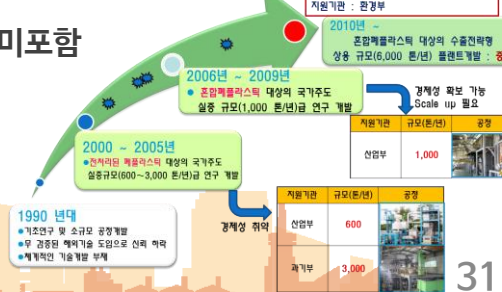 지원기관 : 환경부
미포함
2010년 ~
혼합폐플라스틱 대상의 수출전략형
상용 규모(6,000 톤/년) 플랜트개발 :
2006년 ~ 2009년
● 혼합폐플라스틱 대상의 국가주도
실증 규모(1,000 톤/년)급 연구 개발
경제성 확보 가능
Scale up 필요
지원기관 규모(톤/년) 공정
산업부 1,000
2000 ~ 2005년
●전처리된 폐플라스틱 대상의 국가주도
실증규모(600~3,000 톤/년)급 연구 개발
경제성 취약
지원기관 규모(톤/년) 공정
산업부 600
과기부 3,000
1990 년대
●기초연구 및 소규모 공정개발
●무 검증된 해외기술 도입으로 신뢰 하락
●체계적인 기술개발 부재
31